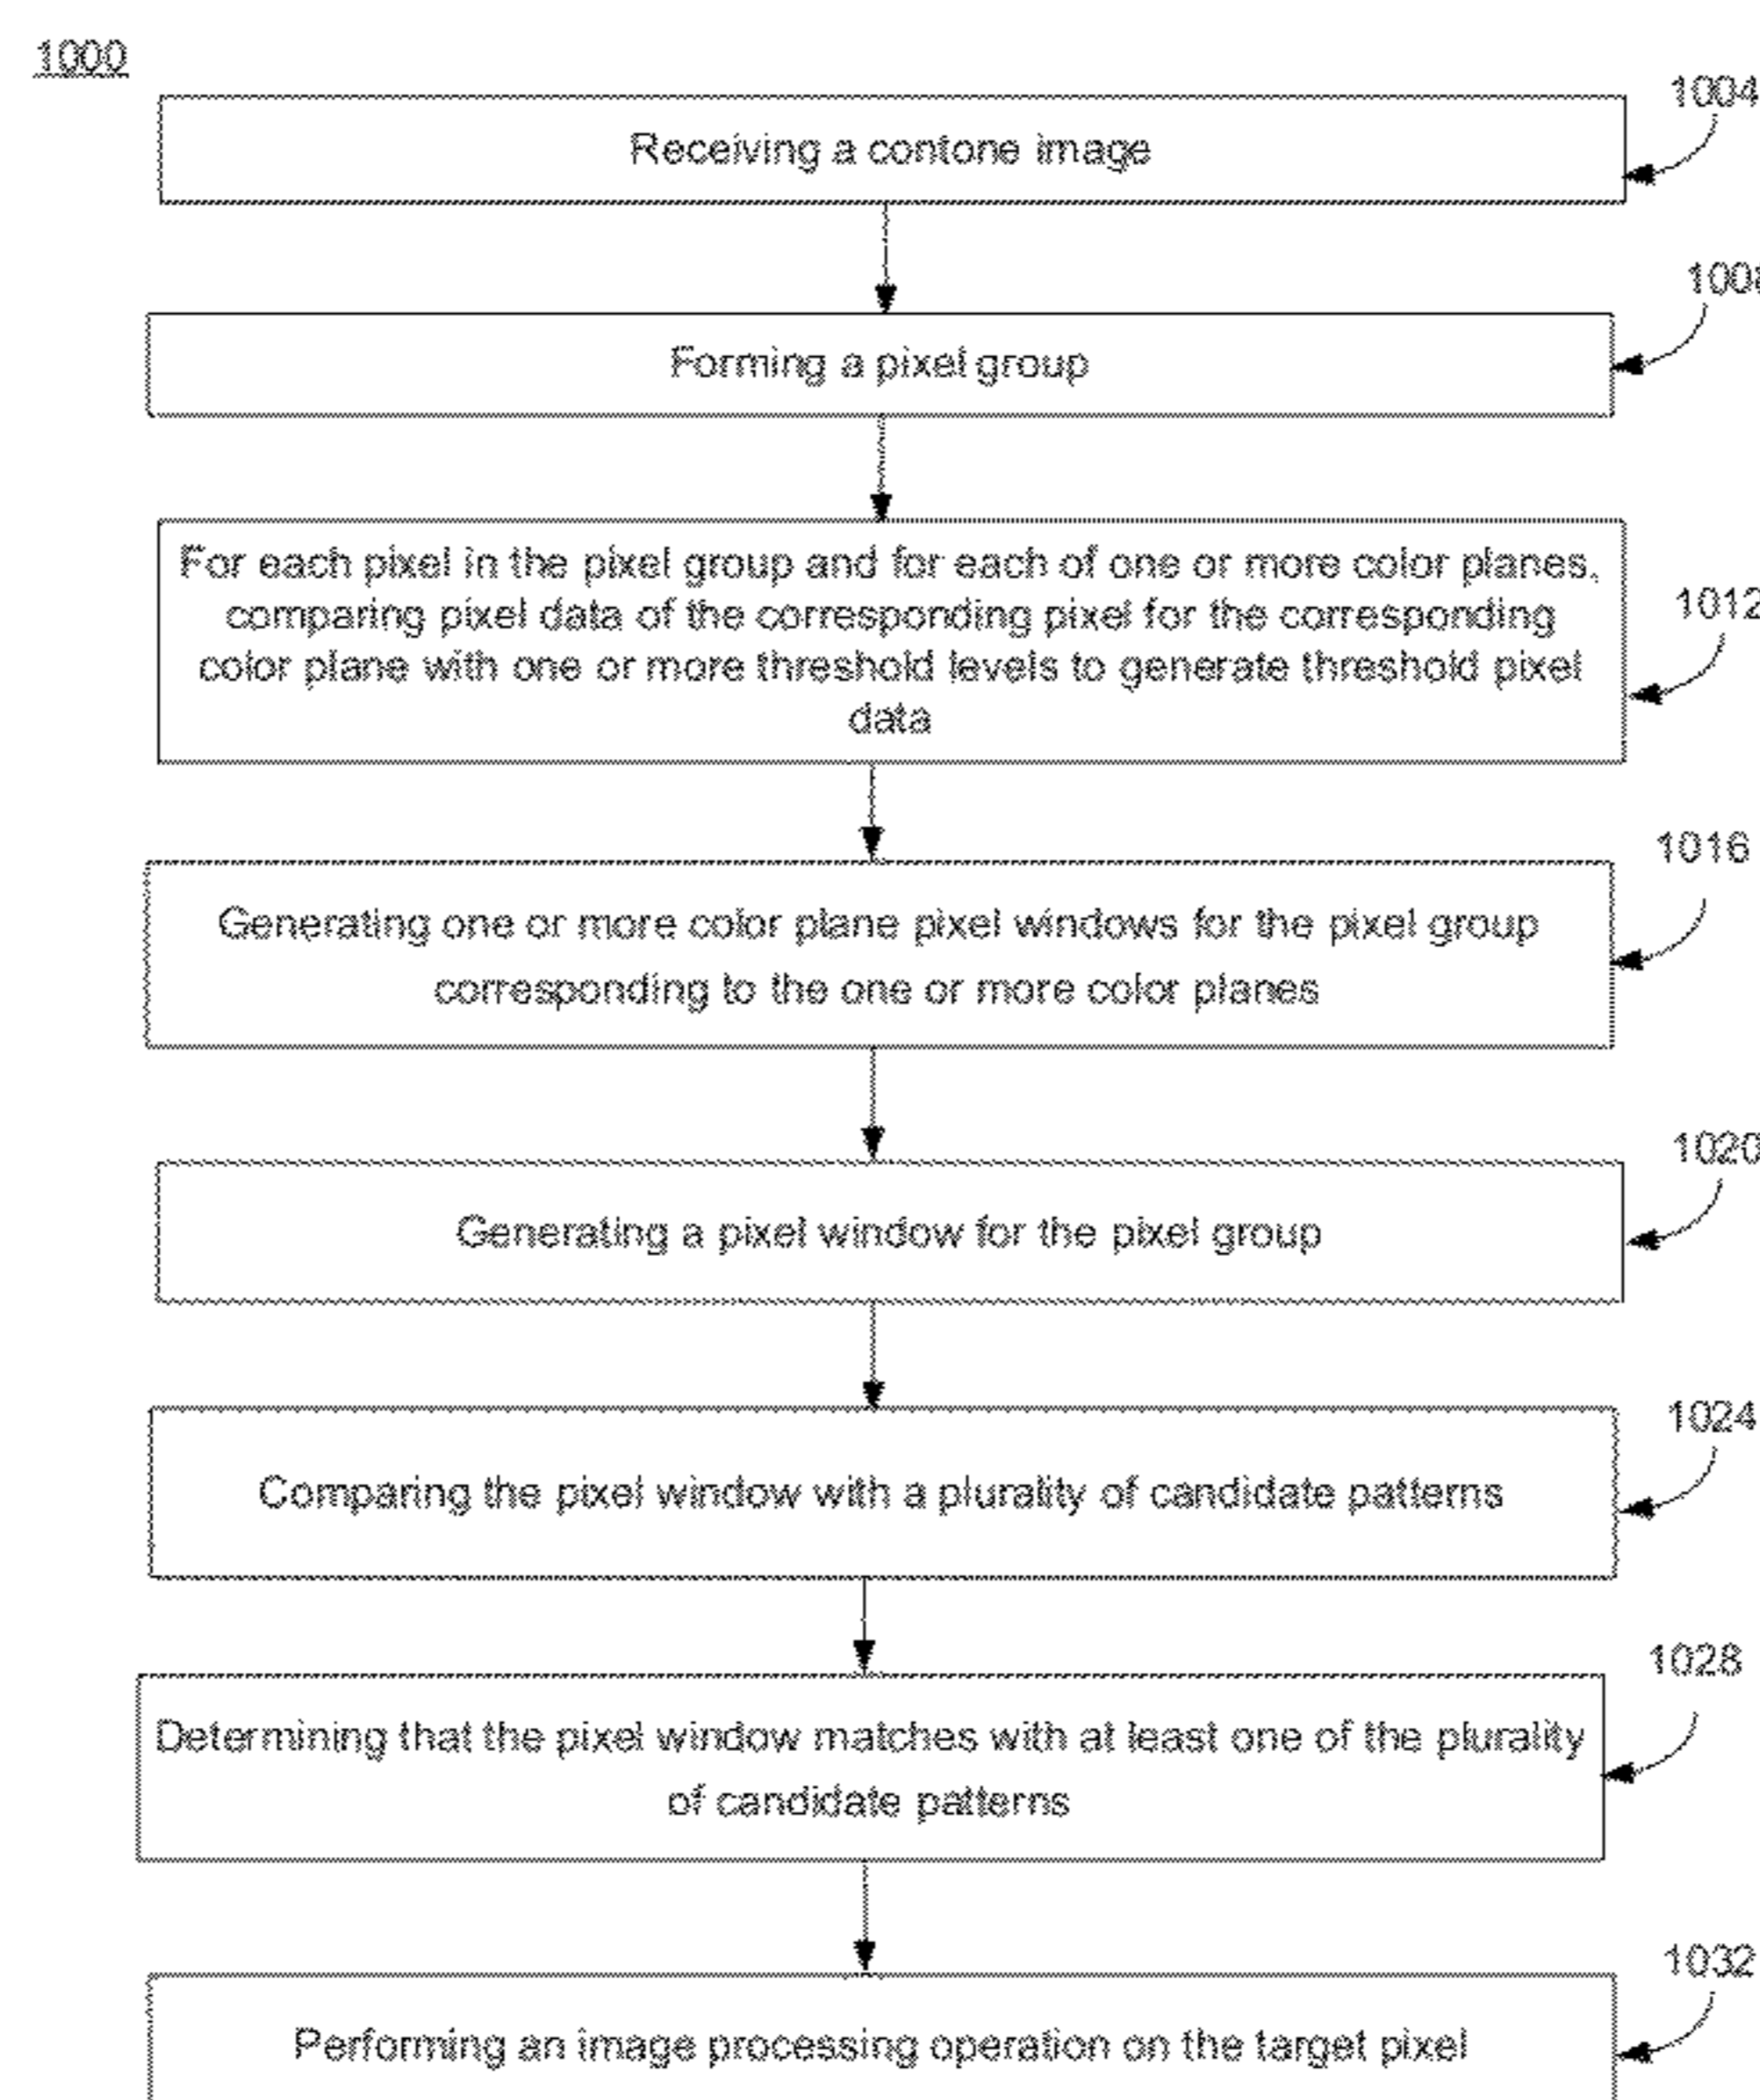 1000
1004
Receiving a contone image
Forming a pixel group
For each pixel in the pixel group and for each of one or more color planes,
comparing pixel data of the corresponding pixel for the corresponding
color plane with one or more threshold levels to generate threshold pixel
data
1012
1016
Generating one or more color plane pixel windows for the pixel group
corresponding to the one or more color planes
1020
Generating a pixel window for the pixel group
1024
Comparing the pixel window with a plurality of candidate patterns
1028
Determining that the pixel window matches with at least one of the plurality
of candidate patterns
1032
Performing an image processing operation on the target pixel